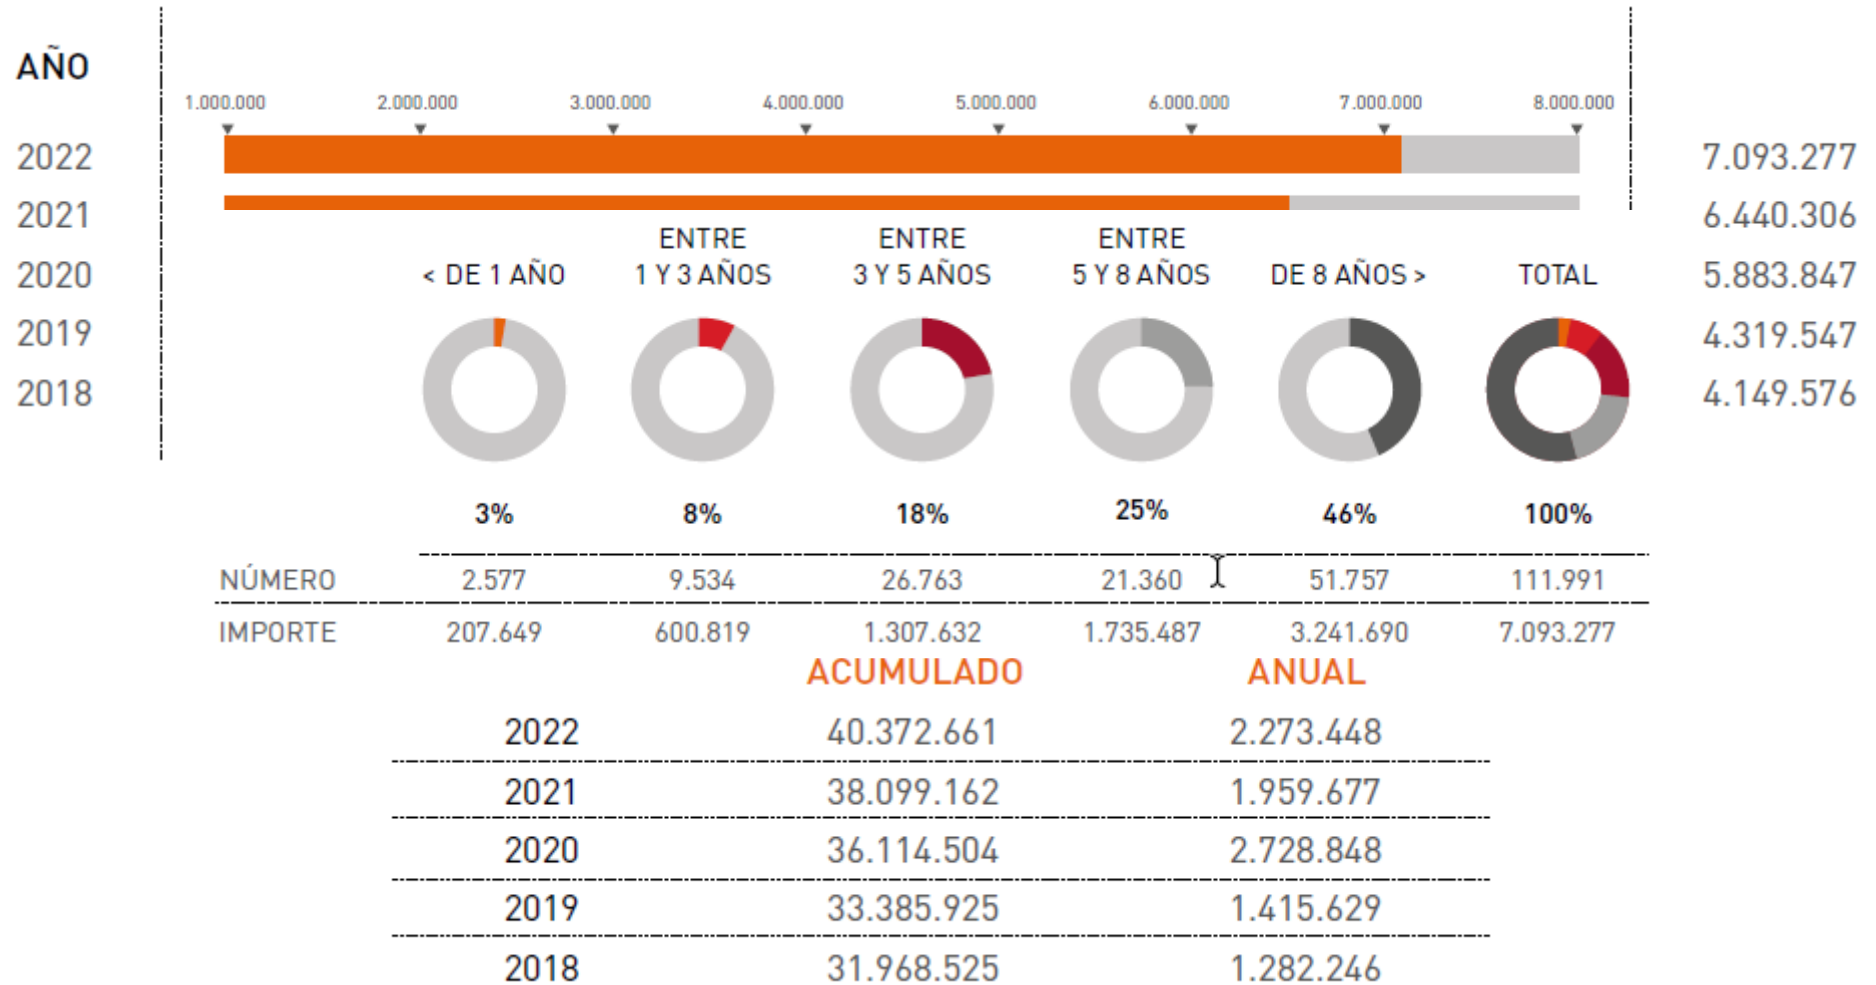 AÑO
1.000.000 2.000.000 3.000.000 4.000.000 5.000.000 6.000.000 7.000.000 8.000.000
2022 7.093.277
2021 6.440.306
ENTRE ENTRE ENTRE
2020 < DE 1 AÑO 1 Y 3 AÑOS 3 Y 5 AÑOS 5 Y 8 AÑOS DE 8 AÑOS > TOTAL 5.883.847
2019 4.319.547
2018 4.149.576
3% 8% 18% 25% 46% 100%
NÚMERO 2.577 9.534 26.763 21.360 51.757 111.991
IMPORTE 207.649 600.819 1.307.632 1.735.487 3.241.690 7.093.277
ACUMULADO ANUAL
2022 40.372.661 2.273.448
2021 38.099.162 1.959.677
2020 36.114.504 2.728.848
2019 33.385.925 1.415.629
2018 31.968.525 1.282.246